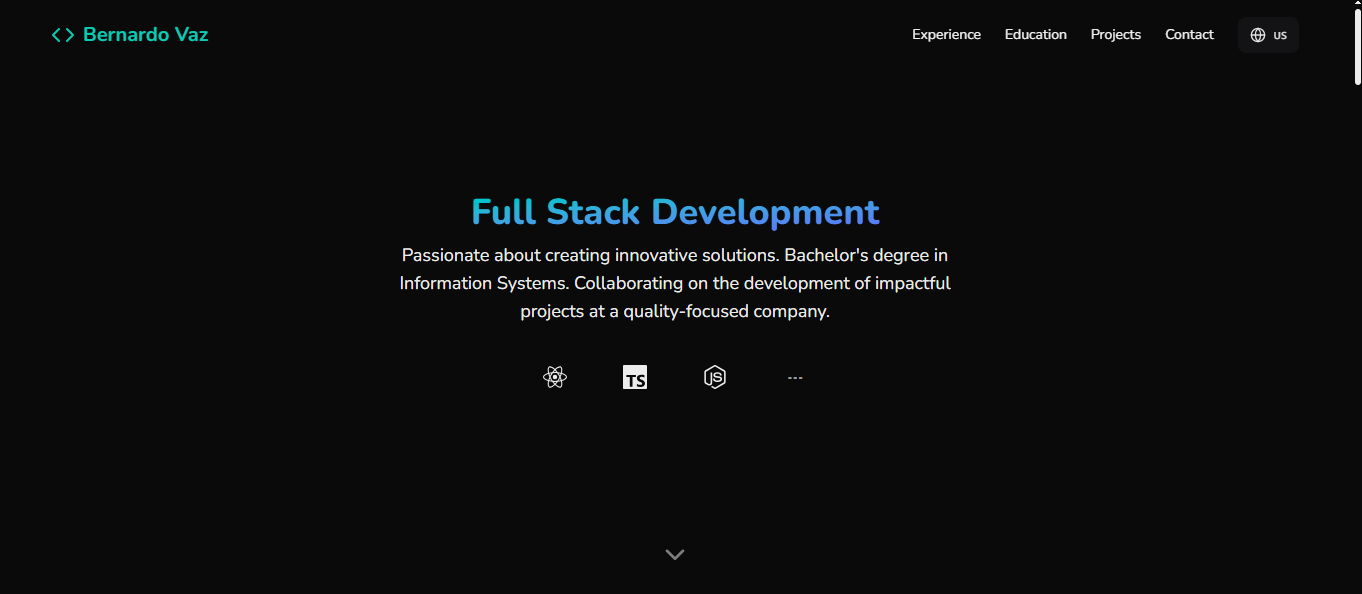 <> Bernardo Vaz
Experience Education Projects Contact US
Full Stack Development
Passionate about creating innovative solutions. Bachelor's degree in
Information Systems. Collaborating on the development of impactful
projects at a quality-focused company.
TS JS ---